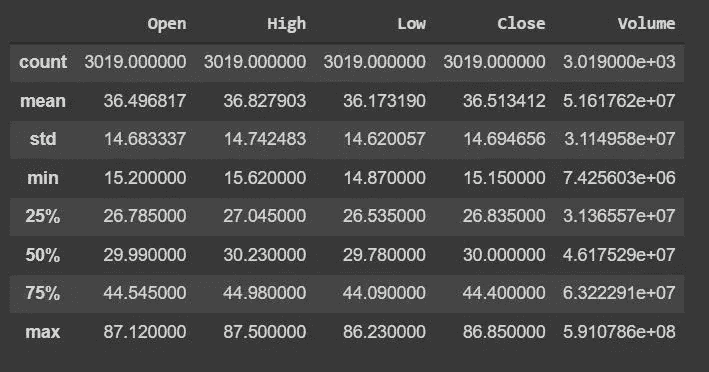 Open High Low Close Volume
count 3019.000000 3019.000000 3019.000000 3019.000000 3.019000e+03
mean 36.496817 36.827903 36.173190 36.513412 5.161762e+07
std 14.683337 14.742483 14.620057 14.694656 3.114958e+07
min 15.200000 15.620000 14.870000 15.150000 7.425603e+06
25% 26.785000 27.045000 26.535000 26.835000 3.136557e+07
50% 29.990000 30.230000 29.780000 30.000000 4.617529e+07
75% 44.545000 44.980000 44.090000 44.400000 6.322291e+07
max 87.120000 87.500000 86.230000 86.850000 5.910786e+08